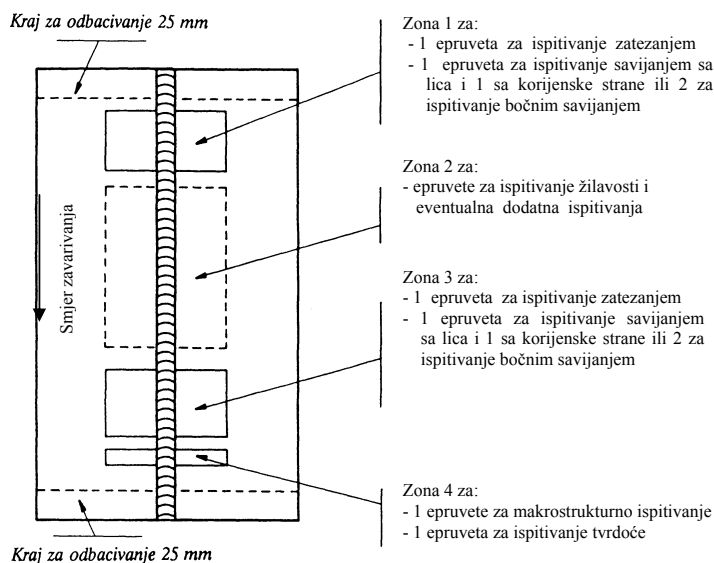 Kraj za odbacivanje 25 mm
Smjer zavarivanja
Kraj za odbacivanje 25 mm
Zona 1 za:
- 1 epruveta za ispitivanje zatezanjem
- 1 epruveta za ispitivanje savijanjem sa
lica i 1 sa korijenske strane ili 2 za
ispitivanje bočnim savijanjem
Zona 2 za:
- epruvete za ispitivanje žilavosti i
eventualna dodatna ispitivanja
Zona 3 za:
- 1 epruveta za ispitivanje zatezanjem
- 1 epruveta za ispitivanje savijanjem
sa lica i 1 sa korijenske strane ili 2 za
ispitivanje bočnim savijanjem
Zona 4 za:
- 1 epruvete za makrostrukturno ispitivanje
- 1 epruveta za ispitivanje tvrdoće